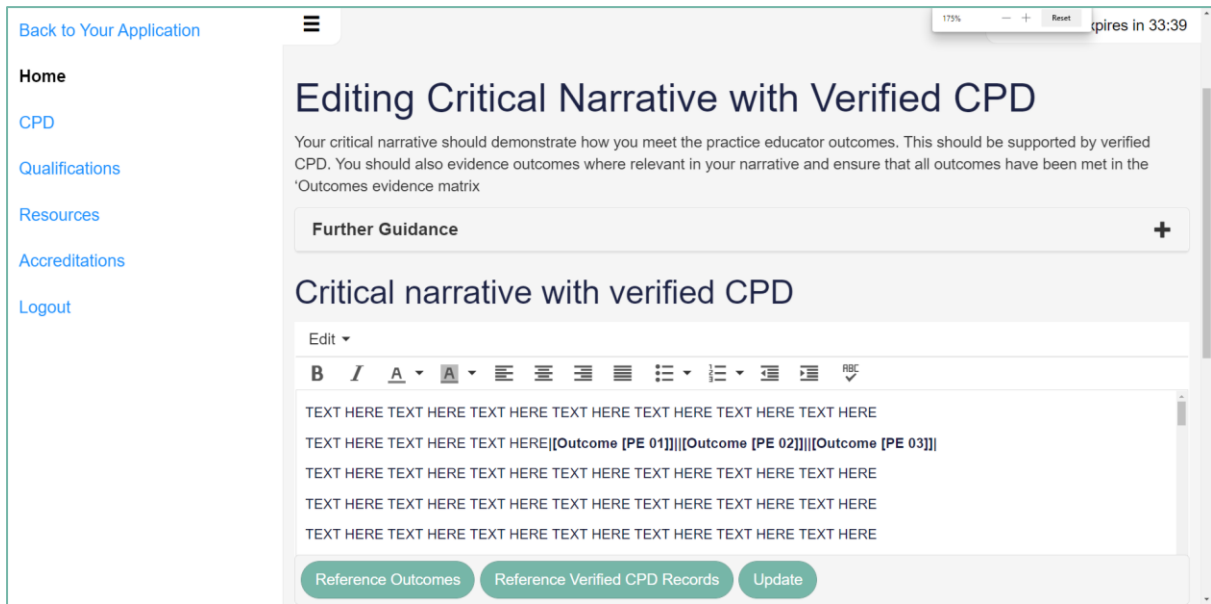 Back to Your Application
Home
CPD
Qualifications
Resources
Accreditations
Logout
175%
Reset
xpires in 33:39
Editing Critical Narrative with Verified CPD
Your critical narrative should demonstrate how you meet the practice educator outcomes. This should be supported by verified
CPD. You should also evidence outcomes where relevant in your narrative and ensure that all outcomes have been met in the
‘Outcomes evidence matrix
Further Guidance
Critical narrative with verified CPD
Edit
B I A A ABC
TEXT HERE TEXT HERE TEXT HERE TEXT HERE TEXT HERE TEXT HERE TEXT HERE
TEXT HERE TEXT HERE TEXT HERE|[Outcome [PE 01]]||[Outcome [PE 02]]||[Outcome [PE 03]]|
TEXT HERE TEXT HERE TEXT HERE TEXT HERE TEXT HERE TEXT HERE TEXT HERE
TEXT HERE TEXT HERE TEXT HERE TEXT HERE TEXT HERE TEXT HERE TEXT HERE
TEXT HERE TEXT HERE TEXT HERE TEXT HERE TEXT HERE TEXT HERE TEXT HERE
Reference Outcomes
Reference Verified CPD Records
Update